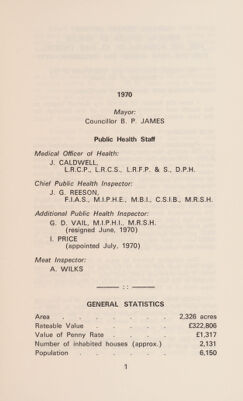 1970
Mayor:
Councillor B. P. JAMES
Public Health Staff
Medical Officer of Health:
J. CALDWELL,
L.R.C.P., L.R.C.S., L.R.F.P. & S., D.P.H.
Chief Public Health Inspector:
J. G. REESON,
F.I.A.S., M.I.P.H.E., M.B.I., C.S.I.B., M.R.S.H.
Additional Public Health Inspector:
G. D. VAIL, M.I.P.H.I., M.R.S.H.
(resigned June, 1970)
I. PRICE
(appointed July, 1970)
Meat Inspector:
A. WILKS
—— : : ——
GENERAL STATISTICS
Area . . . . . . 2,326 acres
Rateable Value . . . . . £322,806
Value of Penny Rate . . . . £1,317
Number of inhabited houses (approx.) 2,131
Population . . . . . 6,150
1